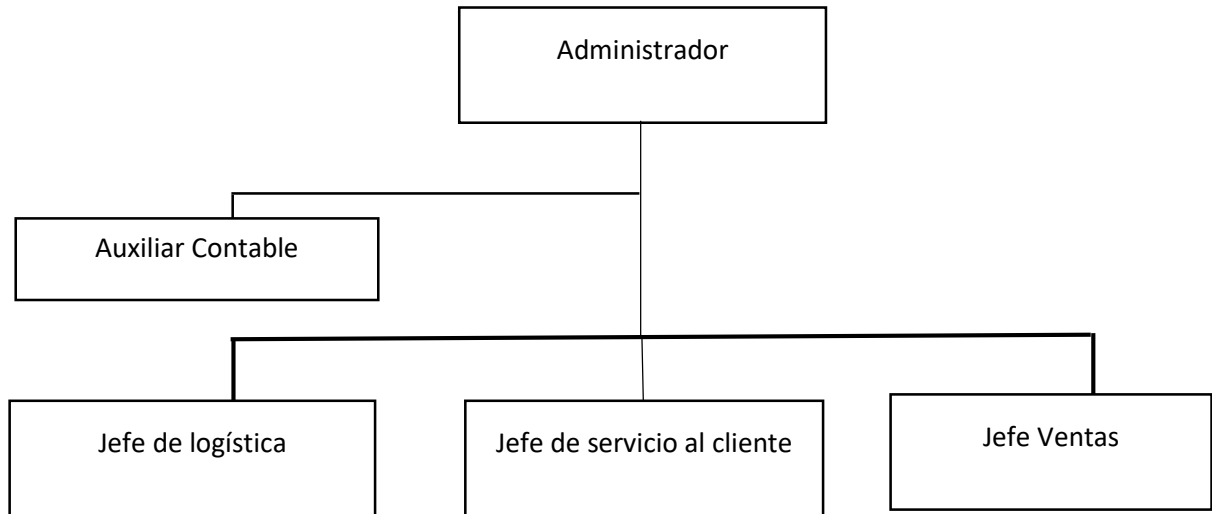 Administrador
Auxiliar Contable
Jefe de logística
Jefe de servicio al cliente
Jefe Ventas